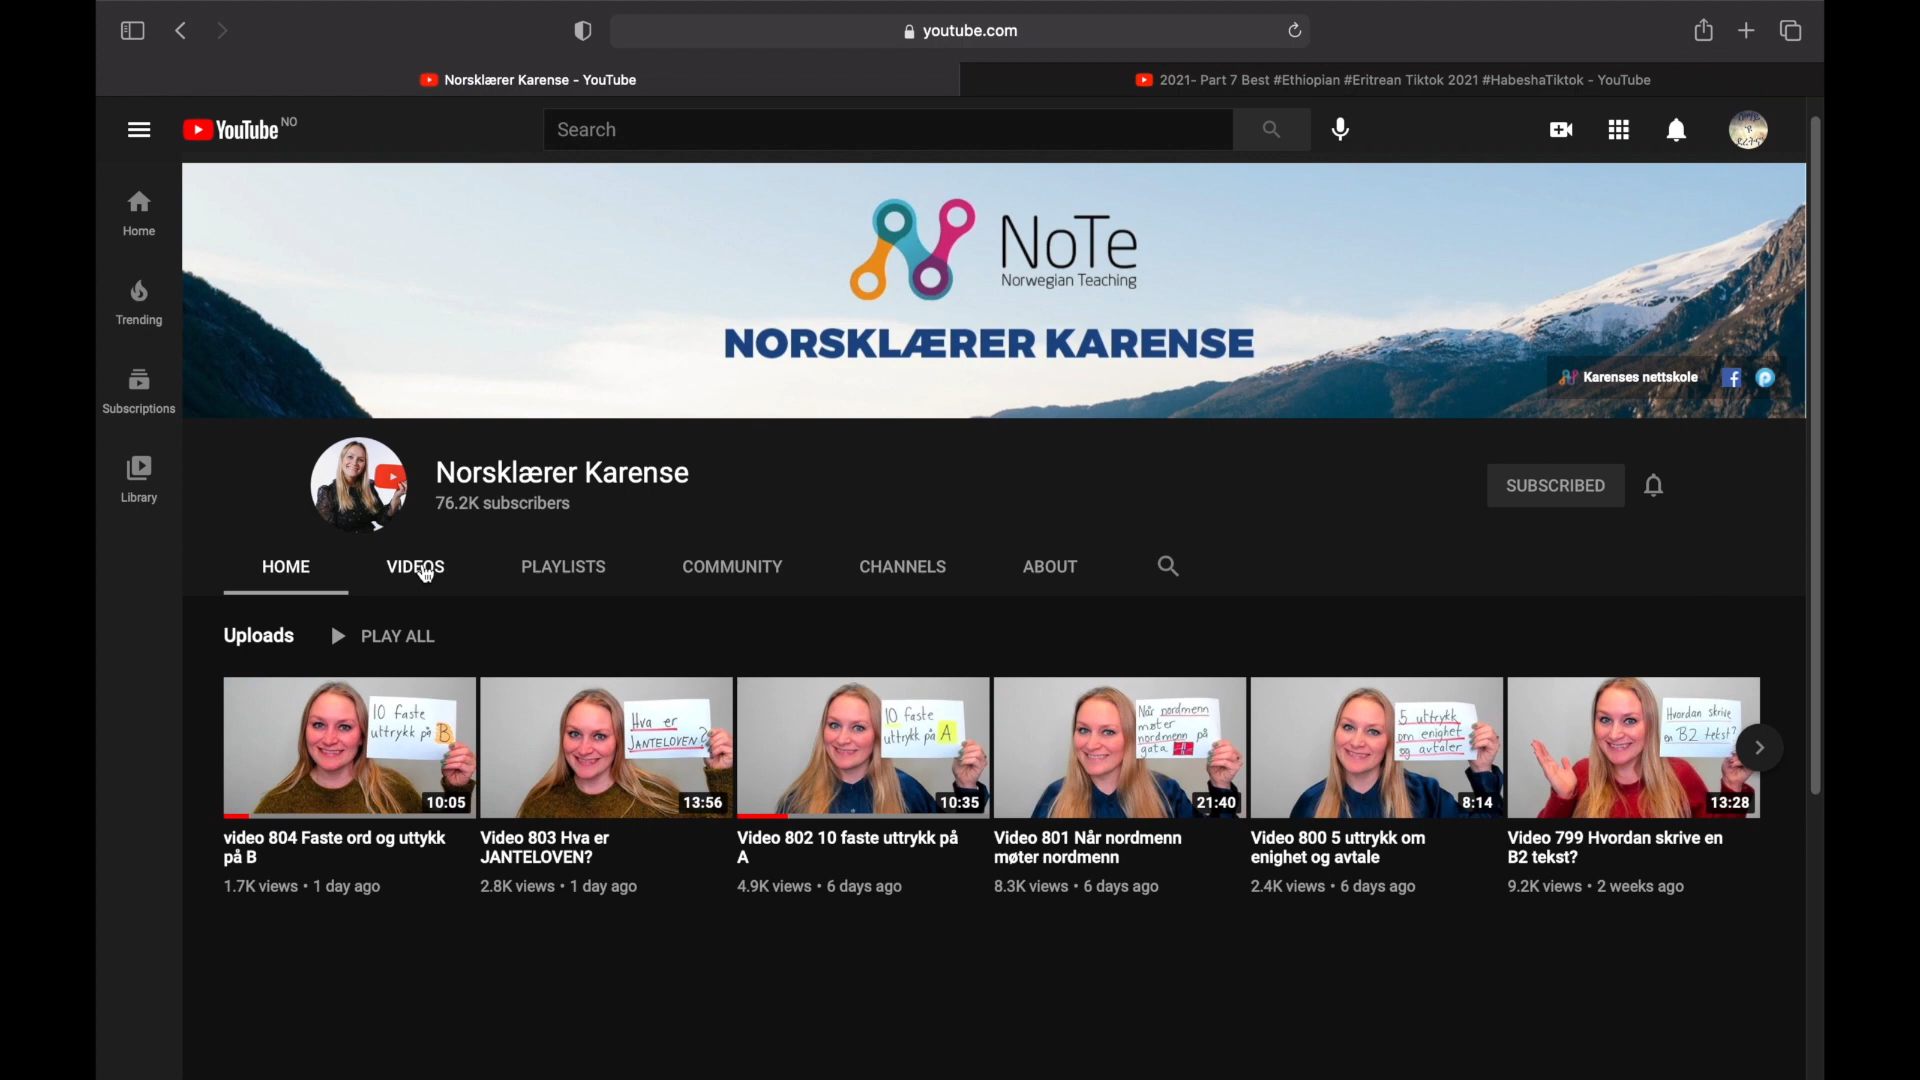 youtube.com
Norsklærer Karense - YouTube
2021- Part 7 Best #Ethiopian #Eritrean Tiktok 2021 #HabeshaTiktok - YouTube
YouTube NO
Search
Home
Trending
Subscriptions
Library
NoTe
Norwegian Teaching
NORSKLÆRER KARENSE
Karenses nettskole
Norsklærer Karense
76.2K subscribers
SUBSCRIBED
HOME
VIDEOS
PLAYLISTS
COMMUNITY
CHANNELS
ABOUT
Uploads
PLAY ALL
10 faste
uttrykk på B
10:05
Hva er
JANTELOVEN?
13:56
10 faste
uttrykk på A
10:35
Når nordmenn
møter
nordmenn på
gata
21:40
5 uttrykk
om enighet
og avtaler
8:14
Hvordan skrive
en B2 tekst?
13:28
video 804 Faste ord og uttykk
på B
1.7K views • 1 day ago
Video 803 Hva er
JANTELOVEN?
2.8K views • 1 day ago
Video 802 10 faste uttrykk på
A
4.9K views • 6 days ago
Video 801 Når nordmenn
møter nordmenn
8.3K views • 6 days ago
Video 800 5 uttrykk om
enighet og avtale
2.4K views • 6 days ago
Video 799 Hvordan skrive en
B2 tekst?
9.2K views • 2 weeks ago